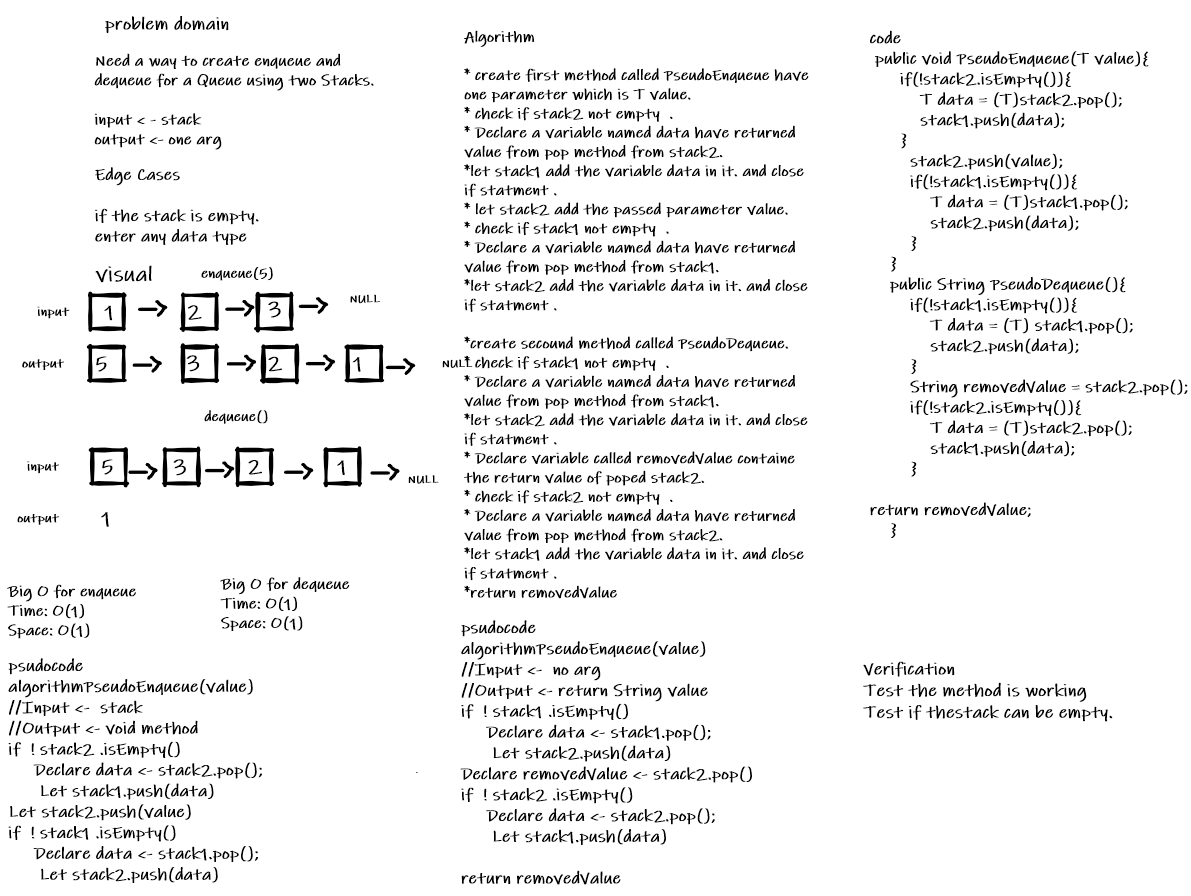 problem domain
Need a way to create enqueue and
dequeue for a Queue using two Stacks.
input < - stack
output <- one arg
Edge Cases
if the stack is empty.
enter any data type
visual
enqueue(5)
input 1 2 3 NULL
output 5 3 2 1 NULL
dequeue()
input 5 3 2 1 NULL
output 1
Big O for enqueue
Time: O(1)
Space: O(1)
Big O for dequeue
Time: O(1)
Space: O(1)
psudocode
algorithmPseudoEnqueue(value)
//Input <- stack
//Output <- void method
if ! stack2 .isEmpty()
Declare data <- stack2.pop();
Let stack1.push(data)
Let stack2.push(value)
if ! stack1 .isEmpty()
Declare data <- stack1.pop();
Let stack2.push(data)
Algorithm
* create first method called PseudoEnqueue have
one parameter which is T value.
* check if stack2 not empty .
* Declare a variable named data have returned
value from pop method from stack2.
*let stack1 add the variable data in it. and close
if statment .
* let stack2 add the passed parameter value.
* check if stack1 not empty .
* Declare a variable named data have returned
value from pop method from stack1.
*let stack2 add the variable data in it. and close
if statment .
*create secound method called PseudoDequeue.
* check if stack1 not empty .
* Declare a variable named data have returned
value from pop method from stack1.
*let stack2 add the variable data in it. and close
if statment .
* Declare variable called removedValue containe
the return value of poped stack2.
* check if stack2 not empty .
* Declare a variable named data have returned
value from pop method from stack2.
*let stack1 add the variable data in it. and close
if statment .
*return removedValue
psudocode
algorithmPseudoEnqueue(value)
//Input <- no arg
//Output <- return String value
if ! stack1 .isEmpty()
Declare data <- stack1.pop();
Let stack2.push(data)
Declare removedValue <- stack2.pop()
if ! stack2 .isEmpty()
Declare data <- stack2.pop();
Let stack1.push(data)
return removedValue
code
public void PseudoEnqueue(T value){
if(!stack2.isEmpty()){
T data = (T)stack2.pop();
stack1.push(data);
}
stack2.push(value);
if(!stack1.isEmpty()){
T data = (T)stack1.pop();
stack2.push(data);
}
}
public String PseudoDequeue(){
if(!stack1.isEmpty()){
T data = (T) stack1.pop();
stack2.push(data);
}
String removedValue = stack2.pop();
if(!stack2.isEmpty()){
T data = (T)stack2.pop();
stack1.push(data);
}
return removedValue;
}
Verification
Test the method is working
Test if thestack can be empty.